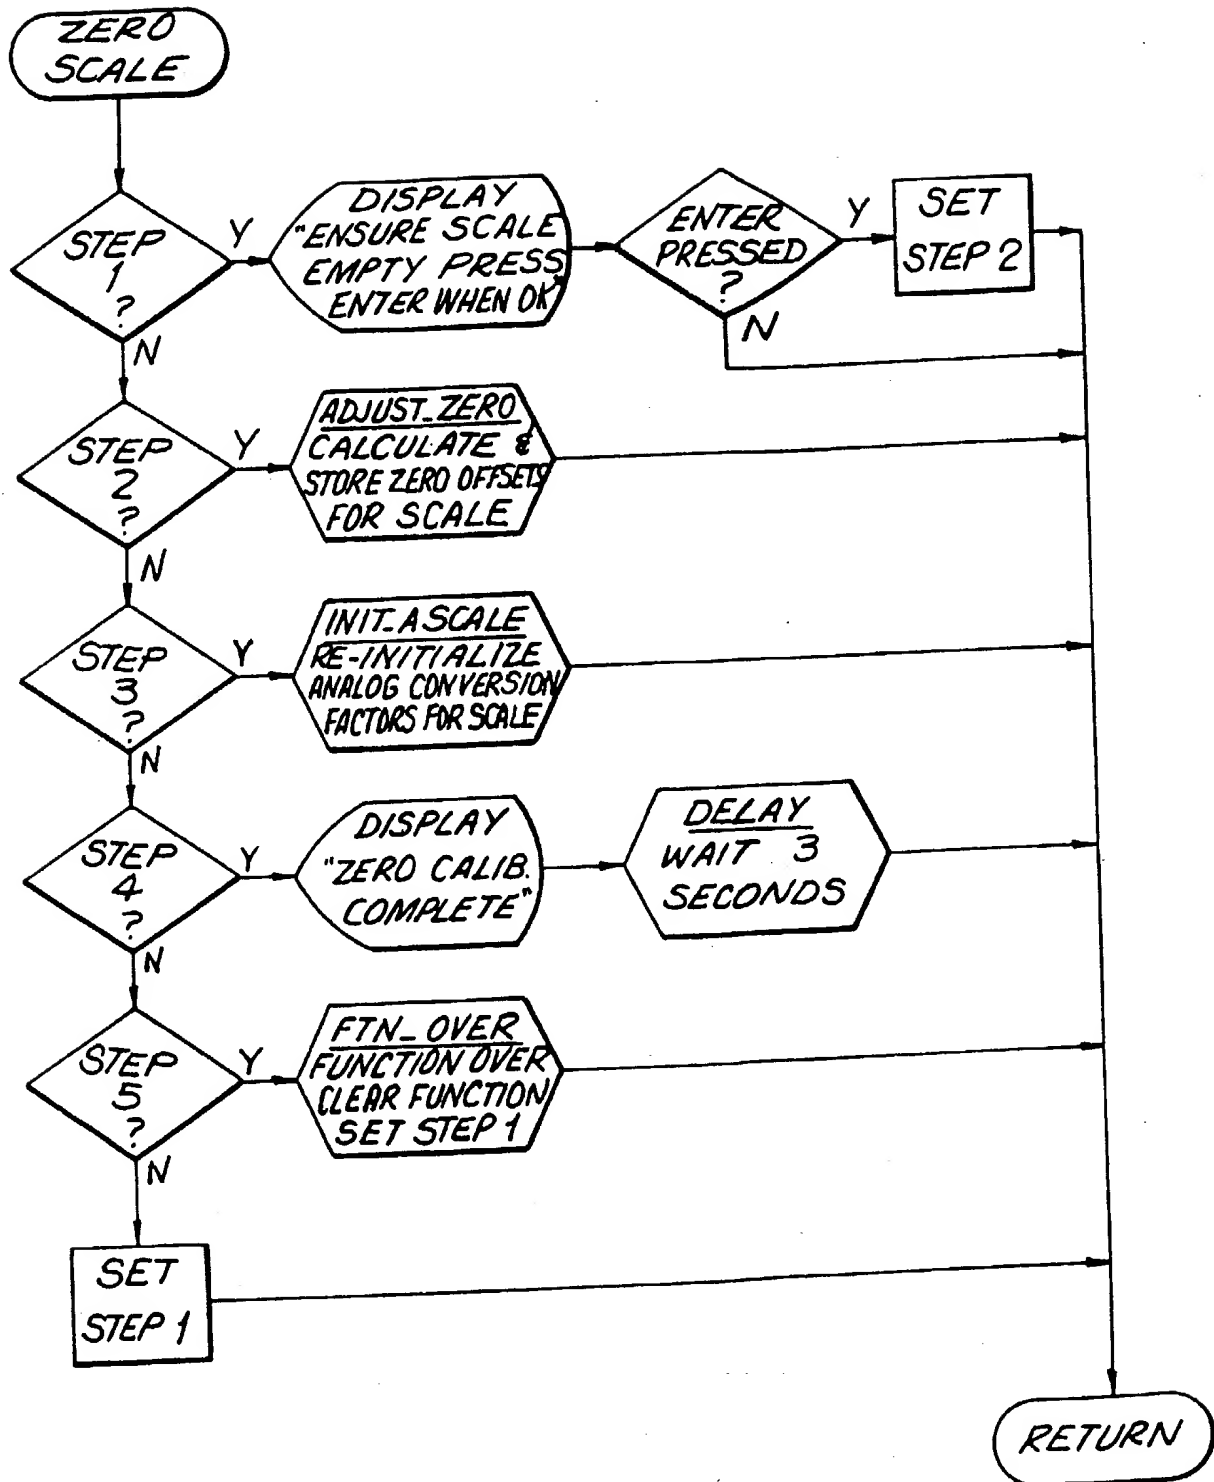 ZERO
SCALE
STEP
1
?
Y
N
DISPLAY
"ENSURE SCALE
EMPTY PRESS
ENTER WHEN OK"
ENTER
PRESSED
?
Y
N
SET
STEP 2
STEP
2
?
Y
N
ADJUST_ZERO
CALCULATE &
STORE ZERO OFFSETS
FOR SCALE
STEP
3
?
Y
N
INIT_ASCALE
RE-INITIALIZE
ANALOG CONVERSION
FACTORS FOR SCALE
STEP
4
?
Y
N
DISPLAY
"ZERO CALIB.
COMPLETE"
DELAY
WAIT 3
SECONDS
STEP
5
?
Y
N
FTN_OVER
FUNCTION OVER
CLEAR FUNCTION
SET STEP 1
SET
STEP 1
RETURN